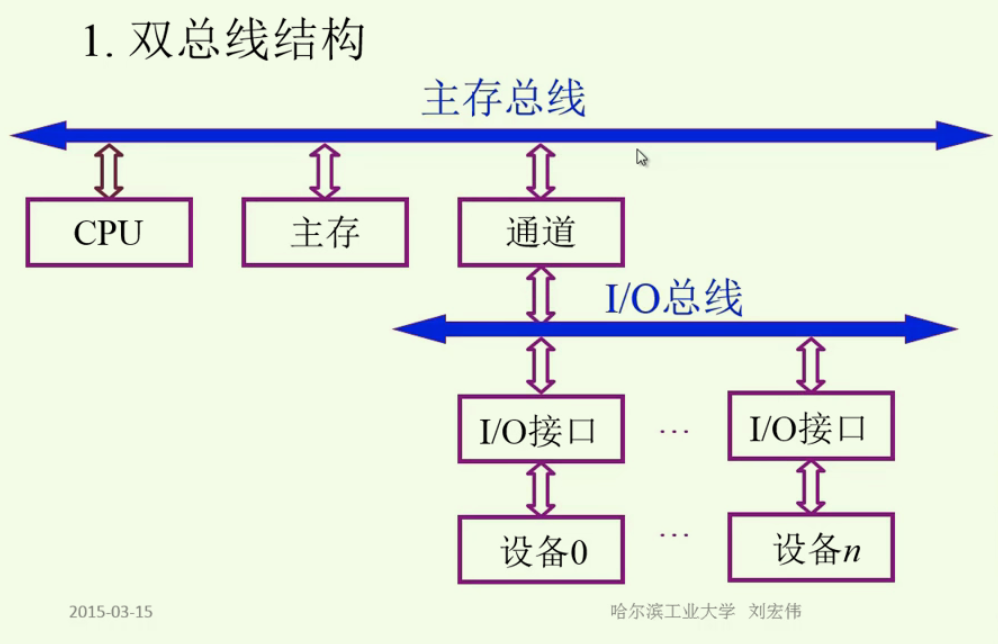 1. 双总线结构
主存总线
CPU
主存
通道
I/O总线
I/O接口
...
I/O接口
设备0
...
设备n
2015-03-15
哈尔滨工业大学 刘宏伟